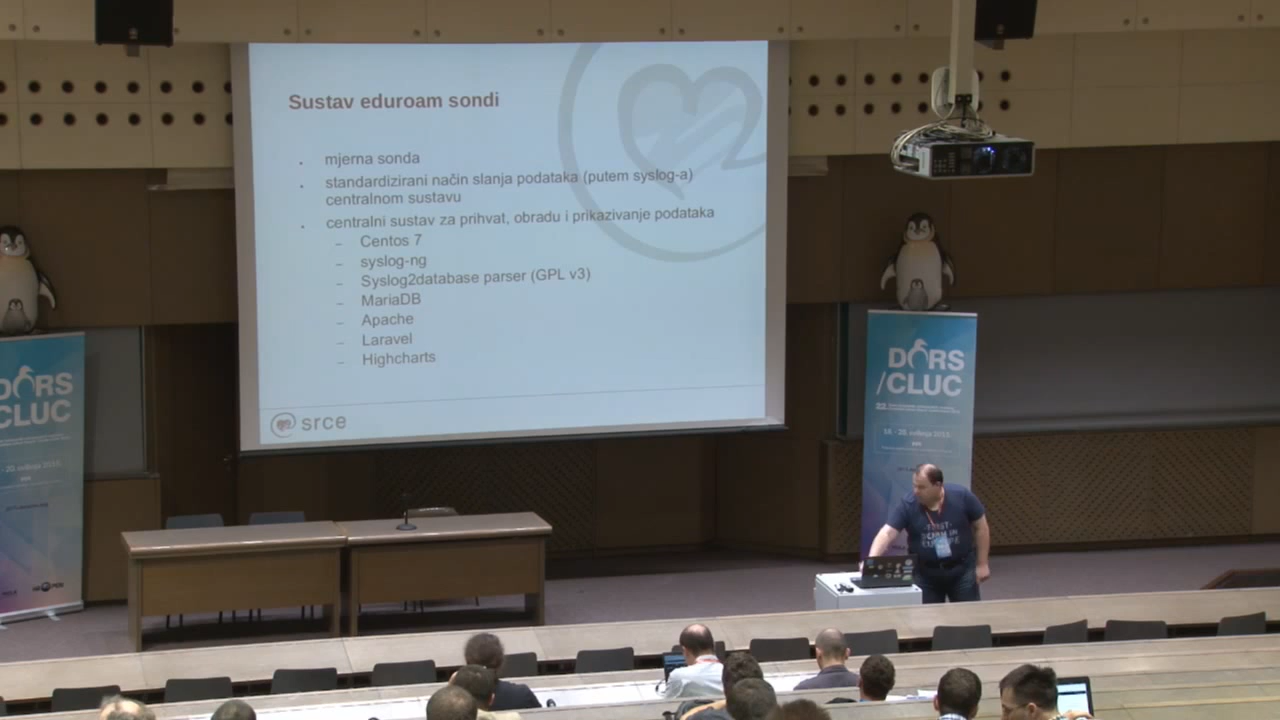 Sustav eduroam sondi
mjerna sonda
standardizirani način slanja podataka (putem syslog-a)
centralnom sustavu
centralni sustav za prihvat, obradu i prikazivanje podataka
– Centos 7
– syslog-ng
– Syslog2database parser (GPL v3)
– MariaDB
– Apache
– Laravel
– Highcharts
srce
DORS
/CLUC
DORS
CLUC